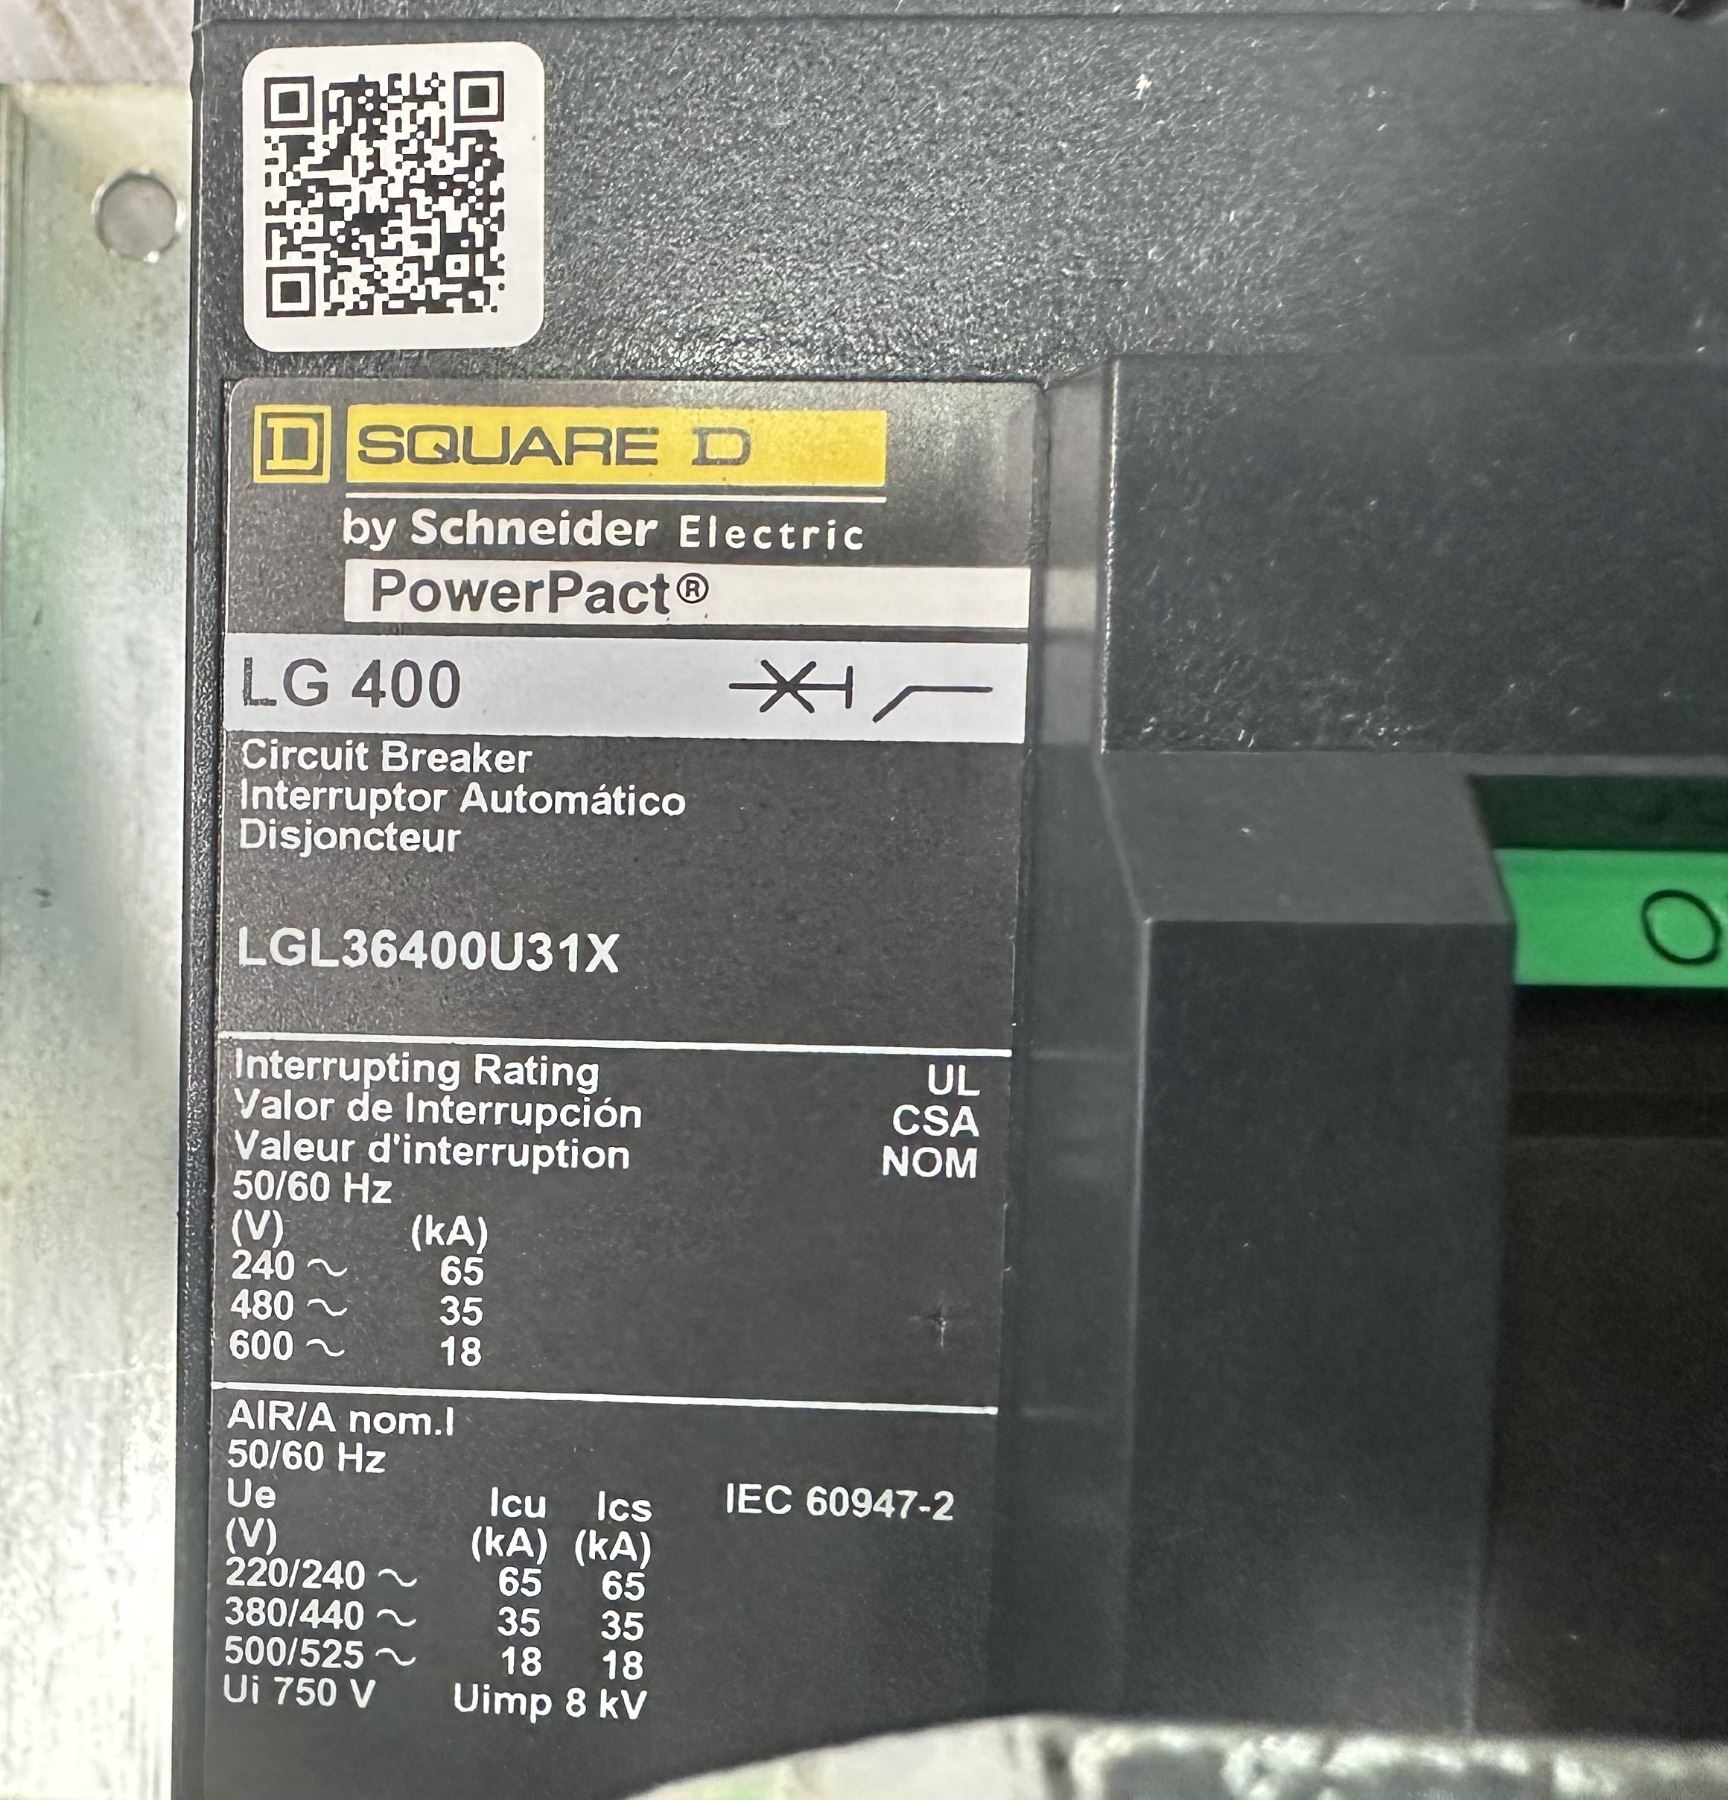 D SQUARE D
by Schneider Electric
PowerPact®
LG 400
Circuit Breaker
Interruptor Automático
Disjoncteur
LGL36400U31X
Interrupting Rating UL
Valor de Interrupción CSA
Valeur d'interruption NOM
50/60 Hz
(V) (kA)
240 ~ 65
480 ~ 35
600 ~ 18
AIR/A nom.I
50/60 Hz
Ue Icu Ics IEC 60947-2
(V) (kA) (kA)
220/240 ~ 65 65
380/440 ~ 35 35
500/525 ~ 18 18
Ui 750 V Uimp 8 kV
O